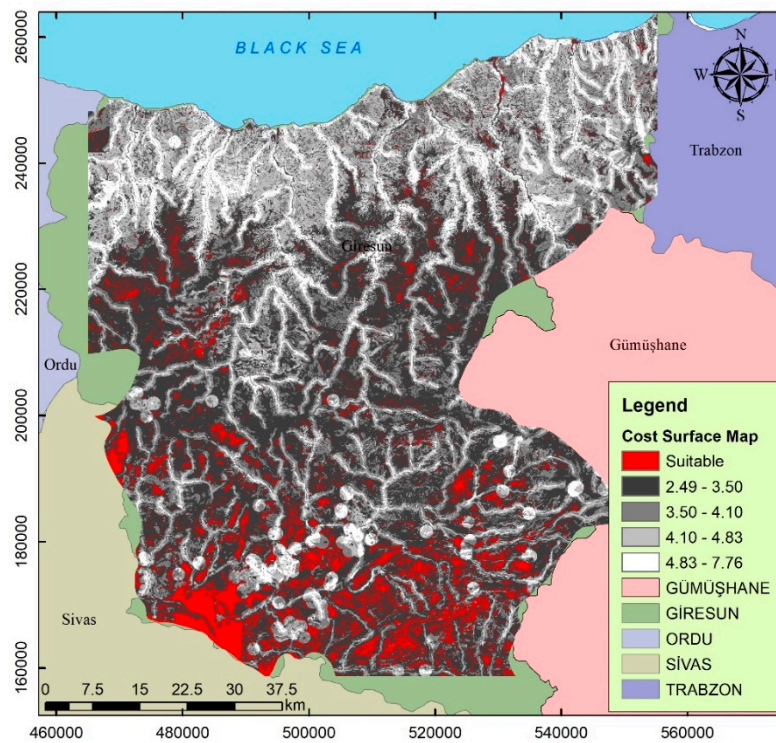 BLACK SEA
N
W
S
Trabzon
Giresun
Gümüşhane
Ordu
Sivas
260000
240000
220000
200000
180000
160000
Legend
Cost Surface Map
Suitable
2.49 - 3.50
3.50 - 4.10
4.10 - 4.83
4.83 - 7.76
GÜMÜŞHANE
GİRESUN
ORDU
SİVAS
TRABZON
0 7.5 15 22.5 30 37.5
km
460000 480000 500000 520000 540000 560000